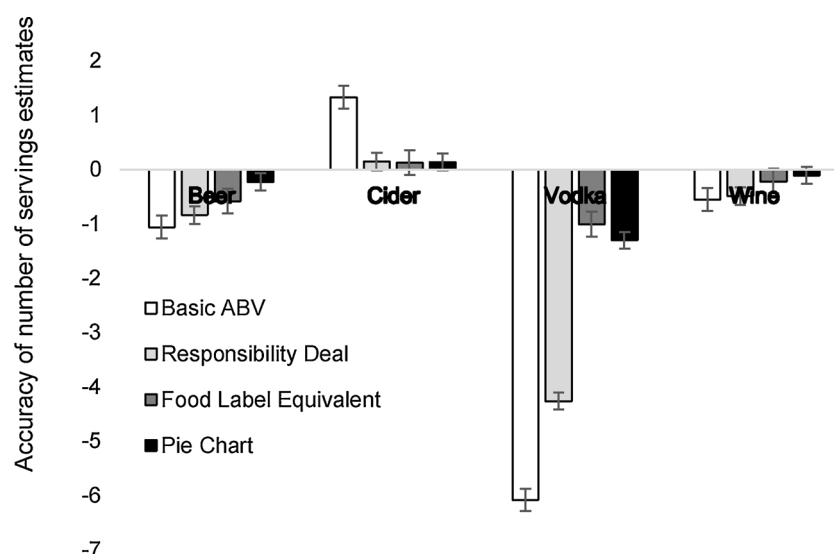 Accuracy of number of servings estimates
2
1
0
Beer Cider Vodka Wine
-1
-2
-3
Basic ABV
Responsibility Deal
-4
Food Label Equivalent
Pie Chart
-5
-6
-7